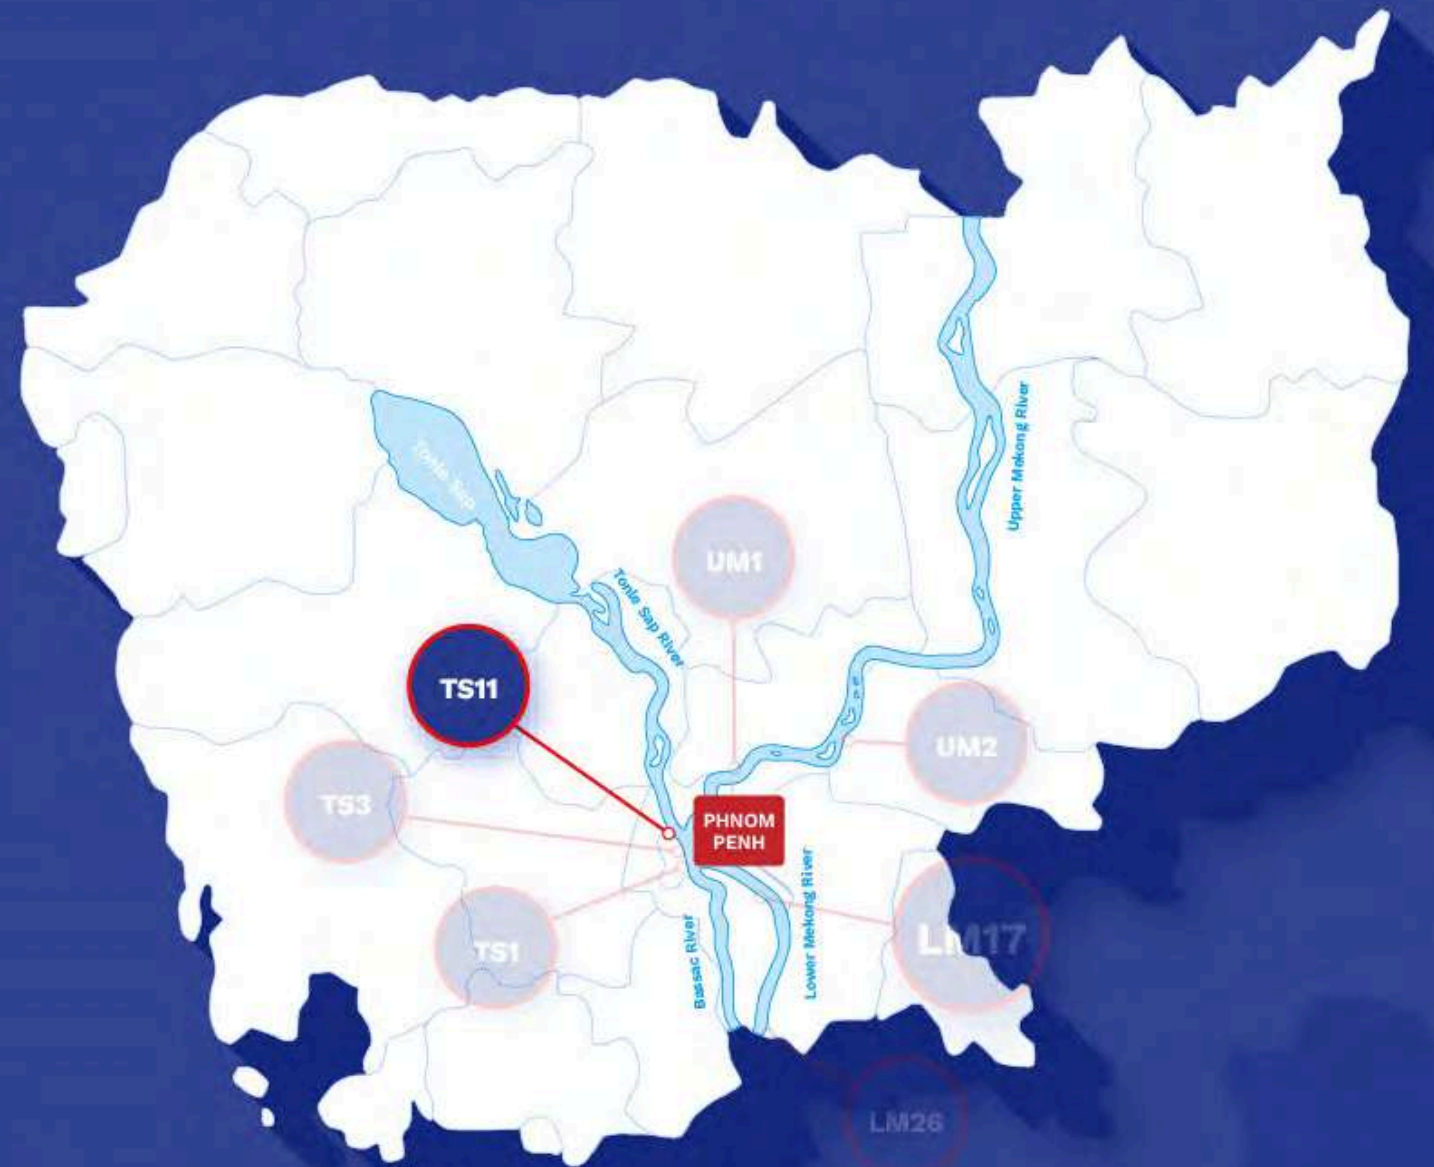 Tonle Sap
Upper Mekong River
UM1
Tonle Sap River
TS11
UM2
TS3
PHNOM
PENH
Lower Mekong River
Bassac River
LM17
TS1
LM26